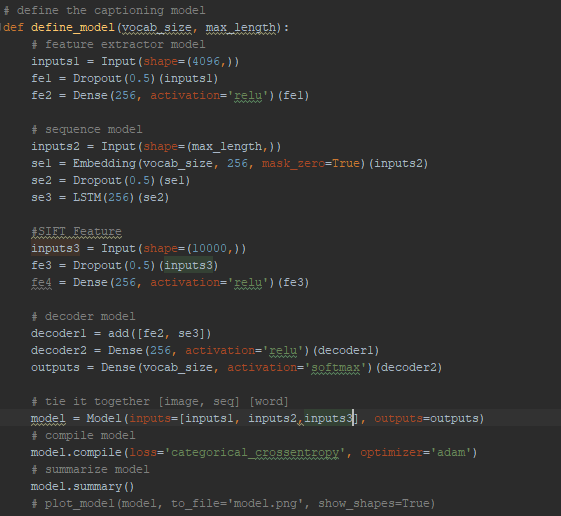 # define the captioning model
def define_model(vocab_size, max_length):
# feature extractor model
inputs1 = Input(shape=(4096,))
fe1 = Dropout(0.5)(inputs1)
fe2 = Dense(256, activation='relu')(fe1)
# sequence model
inputs2 = Input(shape=(max_length,))
se1 = Embedding(vocab_size, 256, mask_zero=True)(inputs2)
se2 = Dropout(0.5)(se1)
se3 = LSTM(256)(se2)
#SIFT Feature
inputs3 = Input(shape=(10000,))
fe3 = Dropout(0.5)(inputs3)
fe4 = Dense(256, activation='relu')(fe3)
# decoder model
decoder1 = add([fe2, se3])
decoder2 = Dense(256, activation='relu')(decoder1)
outputs = Dense(vocab_size, activation='softmax')(decoder2)
# tie it together [image, seq] [word]
model = Model(inputs=[inputs1, inputs2,inputs3], outputs=outputs)
# compile model
model.compile(loss='categorical_crossentropy', optimizer='adam')
# summarize model
model.summary()
# plot_model(model, to_file='model.png', show_shapes=True)